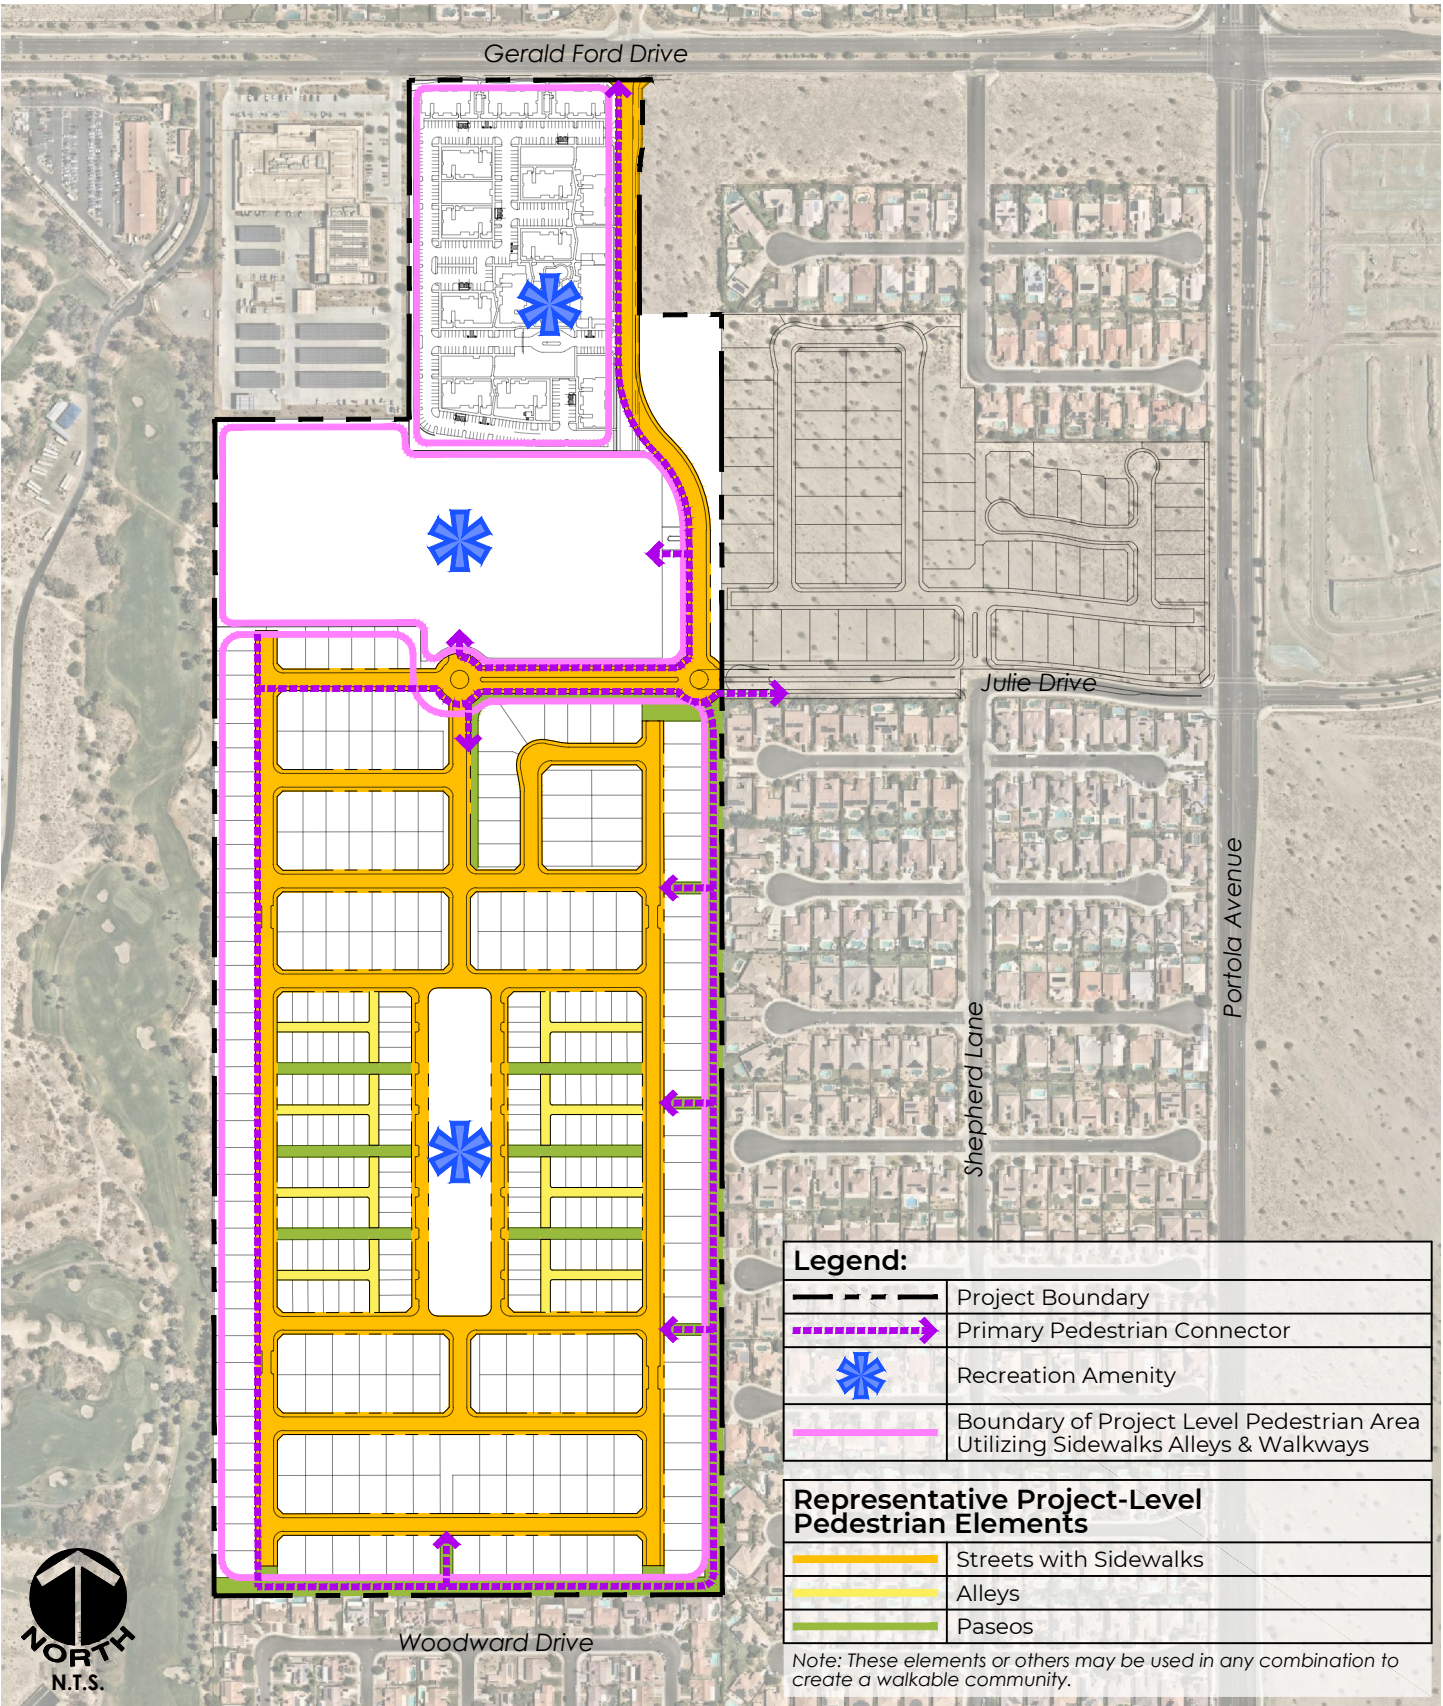 Gerald Ford Drive
Julie Drive
Portola Avenue
Shepherd Lane
Woodward Drive
NORTH
N.T.S.
Legend:
Project Boundary
Primary Pedestrian Connector
Recreation Amenity
Boundary of Project Level Pedestrian Area
Utilizing Sidewalks Alleys & Walkways
Representative Project-Level
Pedestrian Elements
Streets with Sidewalks
Alleys
Paseos
Note: These elements or others may be used in any combination to
create a walkable community.